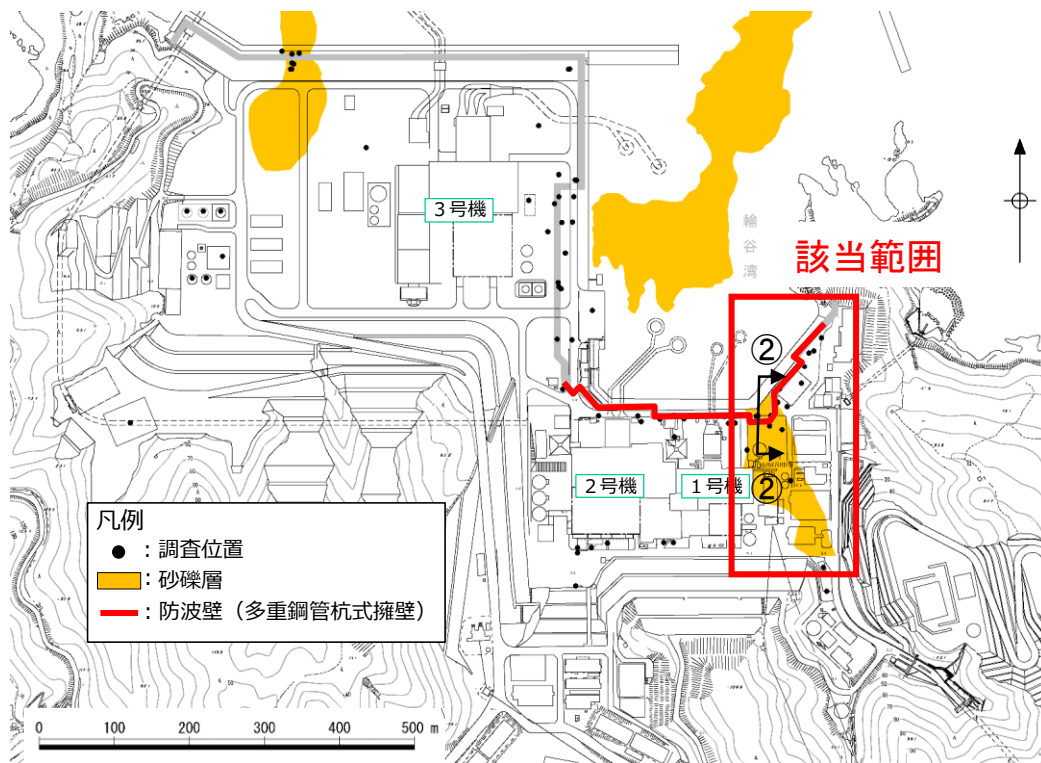 3号機
輪
谷
湾
該当範囲
②
2号機
1号機
②
凡例
：調査位置
：砂礫層
：防波壁（多重鋼管杭式擁壁）
0 100 200 300 400 500 m